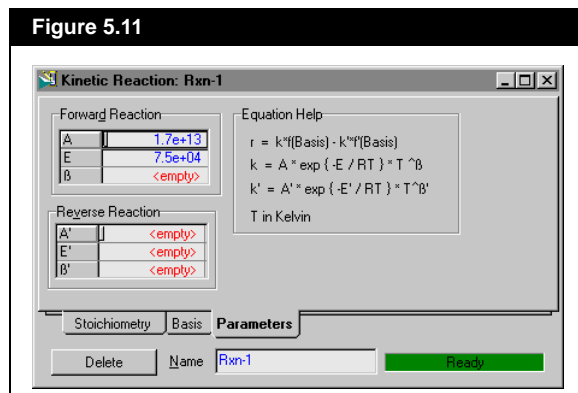 Figure 5.11
Kinetic Reaction: Rxn-1
Forward Reaction
A 1.7e+13
E 7.5e+04
ß <empty>
Reverse Reaction
A' <empty>
E' <empty>
ß' <empty>
Equation Help
r = k*f(Basis) - k'*f'(Basis)
k = A * exp { -E / RT } * T ^ß
k' = A' * exp { -E' / RT } * T^ß'
T in Kelvin
Stoichiometry Basis Parameters
Delete Name Rxn-1 Ready